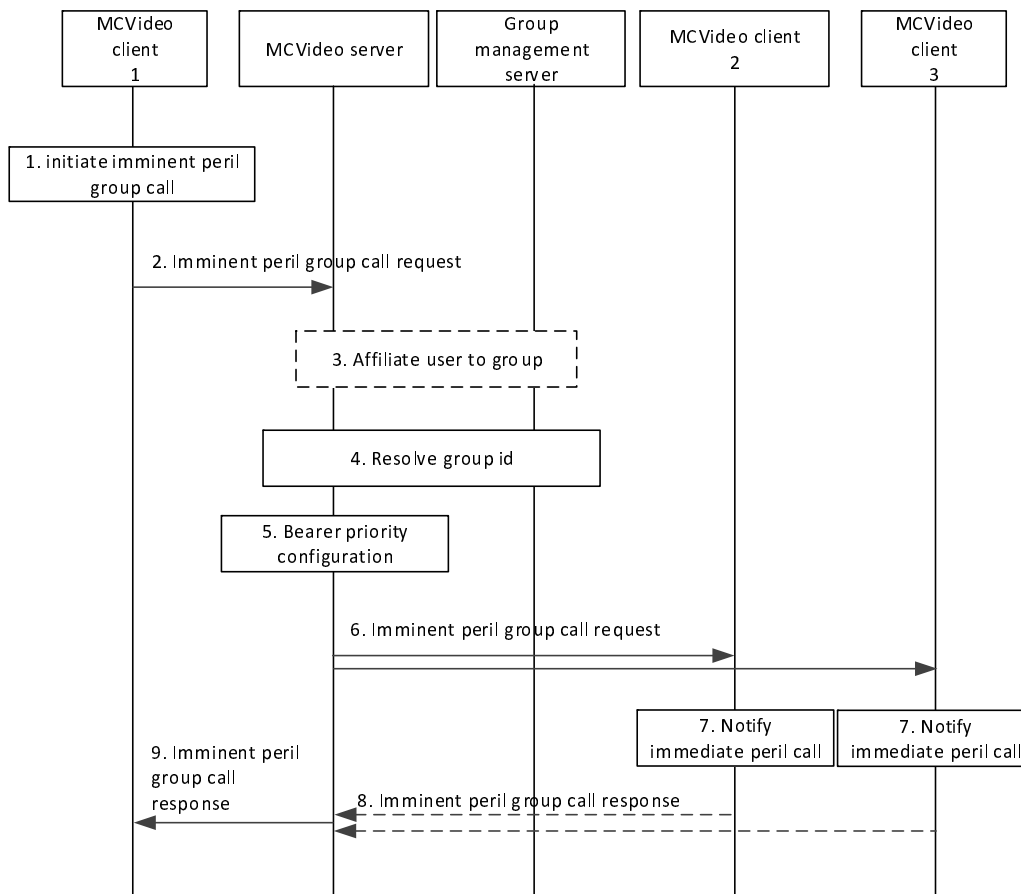 MCVideo
client
1
MCVideo server
Group
management
server
MCVideo client
2
MCVideo
client
3
1. initiate imminent peril
group call
2. Imminent peril group call request
3. Affiliate user to group
4. Resolve group id
5. Bearer priority
configuration
6. Imminent peril group call request
7. Notify
immediate peril call
7. Notify
immediate peril call
9. Imminent peril
group call
response
8. Imminent peril group call response